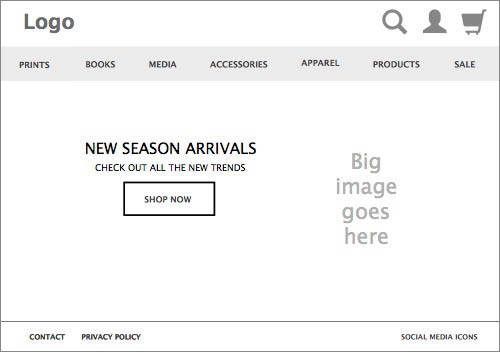 Logo
PRINTS BOOKS MEDIA ACCESSORIES APPAREL PRODUCTS SALE
NEW SEASON ARRIVALS
CHECK OUT ALL THE NEW TRENDS
SHOP NOW
Big
image
goes
here
CONTACT PRIVACY POLICY SOCIAL MEDIA ICONS